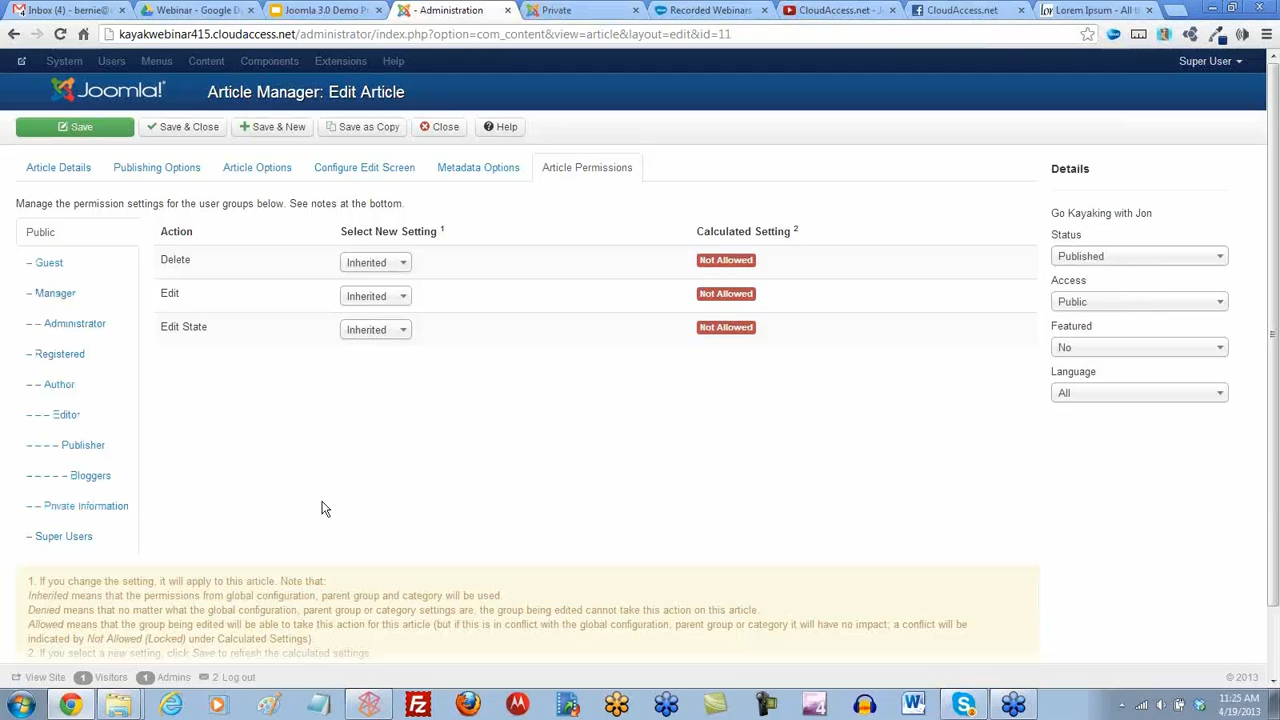 Inbox (4) - bernie@c
Webinar - Google D
Joomla 3.0 Demo P
- Administration
Private
Recorded Webinars
CloudAccess.net - J
CloudAccess.net
Lorem Ipsum - All t
kayakwebinar415.cloudaccess.net/administrator/index.php?option=com_content&view=article&layout=edit&id=11
System Users Menus Content Components Extensions Help Super User
Joomla! Article Manager: Edit Article
Save Save & Close Save & New Save as Copy Close Help
Article Details Publishing Options Article Options Configure Edit Screen Metadata Options Article Permissions
Details
Manage the permission settings for the user groups below. See notes at the bottom.
Go Kayaking with Jon
Public
Action Select New Setting 1 Calculated Setting 2
Status
Published
Delete Inherited Not Allowed
– Guest
Access
Public
– Manager
Edit Inherited Not Allowed
– – Administrator
Edit State Inherited Not Allowed
Featured
No
– Registered
Language
All
– – Author
– – – Editor
– – – – Publisher
– – – – – Bloggers
– – Private Information
– Super Users
1. If you change the setting, it will apply to this article. Note that:
Inherited means that the permissions from global configuration, parent group and category will be used.
Denied means that no matter what the global configuration, parent group or category settings are, the group being edited cannot take this action on this article.
Allowed means that the group being edited will be able to take this action for this article (but if this is in conflict with the global configuration, parent group or category it will have no impact; a conflict will
indicated by Not Allowed (Locked) under Calculated Settings).
2. If you select a new setting, click Save to refresh the calculated settings.
View Site 1 Visitors 1 Admins 2 Log out © 2013
11:25 AM
4/19/2013